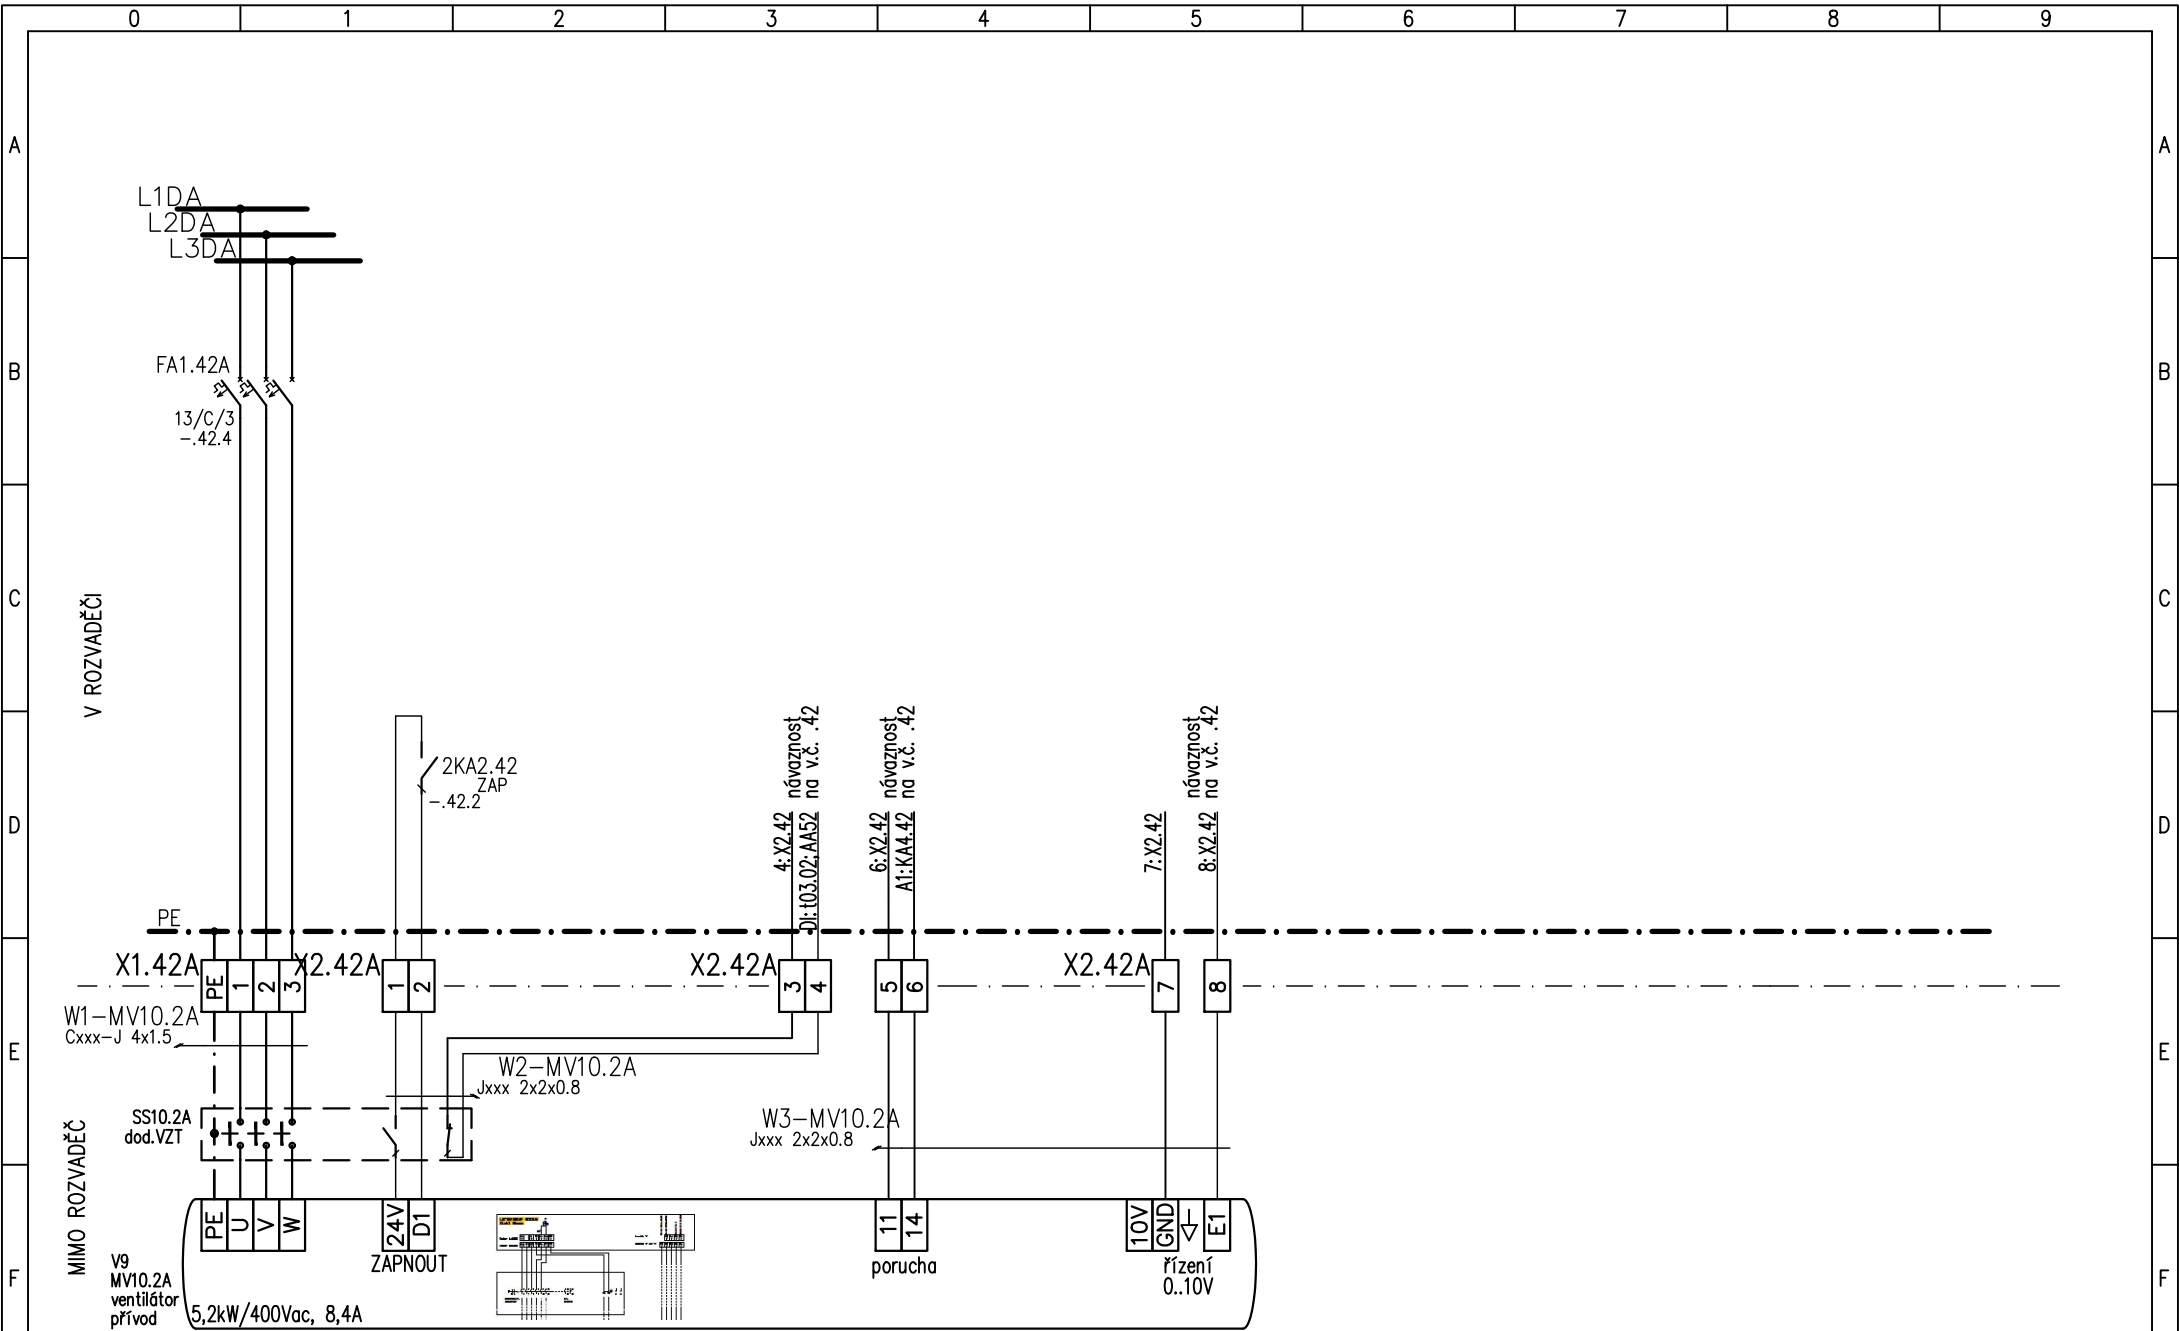 0 1 2 3 4 5 6 7 8 9
A A
L1DA
L2DA
L3DA
B B
FA1.42A
13/C/3
-.42.4
C C
V ROZVADĚČI
D D
2KA2.42
ZAP
-.42.2
4:X2.42 návaznost
DI:t03.02;AA52 na v.č. .42
6:X2.42 návaznost
A1:KA4.42 na v.č. .42
7:X2.42
návaznost
8:X2.42 na v.č. .42
PE
X1.42A PE 1 2 3 X2.42A 1 2 X2.42A 3 4 5 6 X2.42A 7 8
E E
W1-MV10.2A
Cxxx-J 4x1.5
W2-MV10.2A
Jxxx 2x2x0.8
W3-MV10.2A
Jxxx 2x2x0.8
SS10.2A
dod.VZT
MIMO ROZVADĚČ
F F
PE U V W 24V D1 11 14 10V GND E1
ZAPNOUT
porucha
řízení
0..10V
V9
MV10.2A
ventilátor
přívod
5,2kW/400Vac, 8,4A